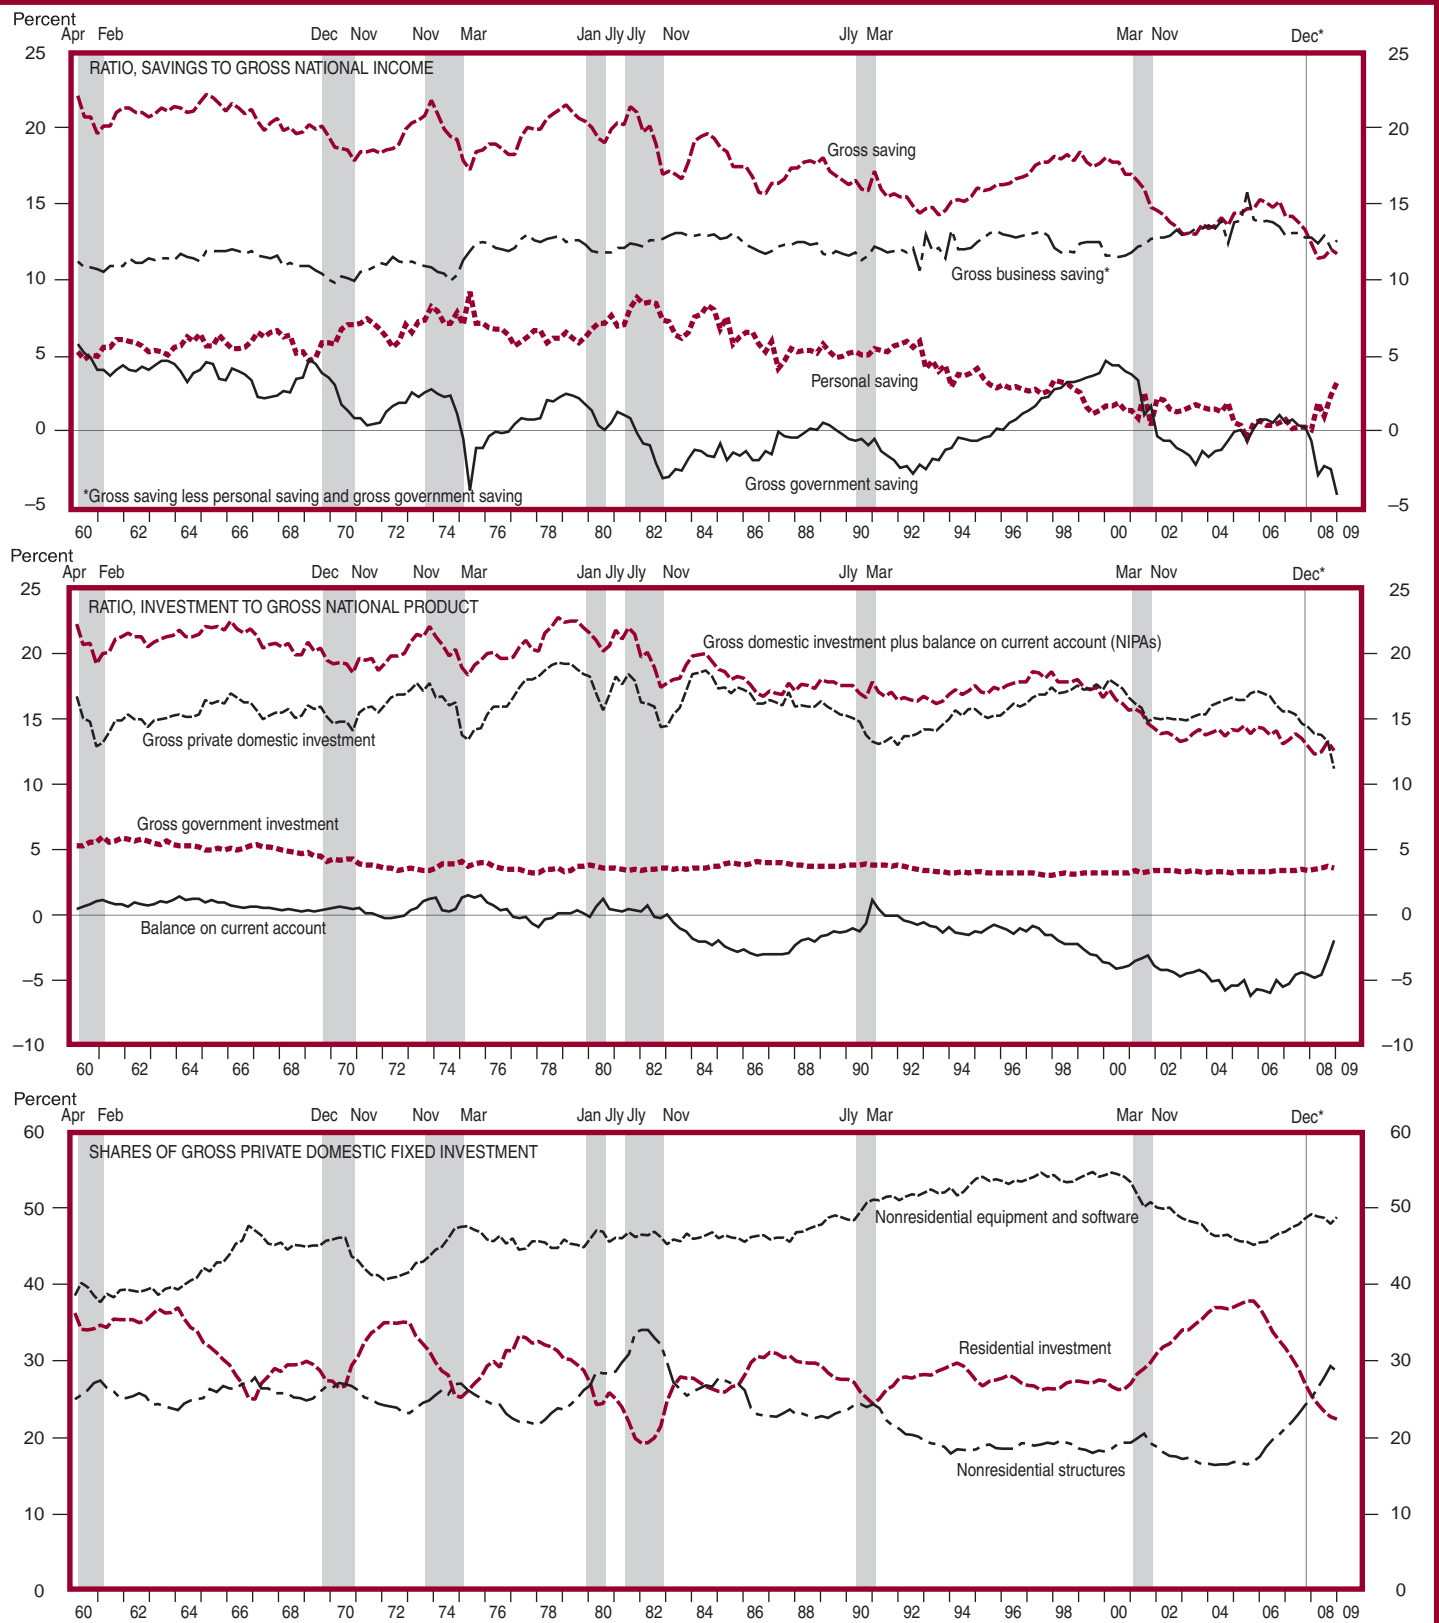 Percent
Apr Feb Dec Nov Nov Mar Jan Jly Jly Nov Jly Mar Mar Nov Dec*
25 25
RATIO, SAVINGS TO GROSS NATIONAL INCOME
20 20
Gross saving
15 15
Gross business saving*
10 10
5 5
Personal saving
0 0
Gross government saving
*Gross saving less personal saving and gross government saving
–5 –5
60 62 64 66 68 70 72 74 76 78 80 82 84 86 88 90 92 94 96 98 00 02 04 06 08 09
Percent
Apr Feb Dec Nov Nov Mar Jan Jly Jly Nov Jly Mar Mar Nov Dec*
25 25
RATIO, INVESTMENT TO GROSS NATIONAL PRODUCT
Gross domestic investment plus balance on current account (NIPAs)
20 20
15 15
Gross private domestic investment
10 10
Gross government investment
5 5
0 0
Balance on current account
–5 –5
–10 –10
60 62 64 66 68 70 72 74 76 78 80 82 84 86 88 90 92 94 96 98 00 02 04 06 08 09
Percent
Apr Feb Dec Nov Nov Mar Jan Jly Jly Nov Jly Mar Mar Nov Dec*
60 60
SHARES OF GROSS PRIVATE DOMESTIC FIXED INVESTMENT
50 50
Nonresidential equipment and software
40 40
Residential investment
30 30
20 20
Nonresidential structures
10 10
0 0
60 62 64 66 68 70 72 74 76 78 80 82 84 86 88 90 92 94 96 98 00 02 04 06 08 09